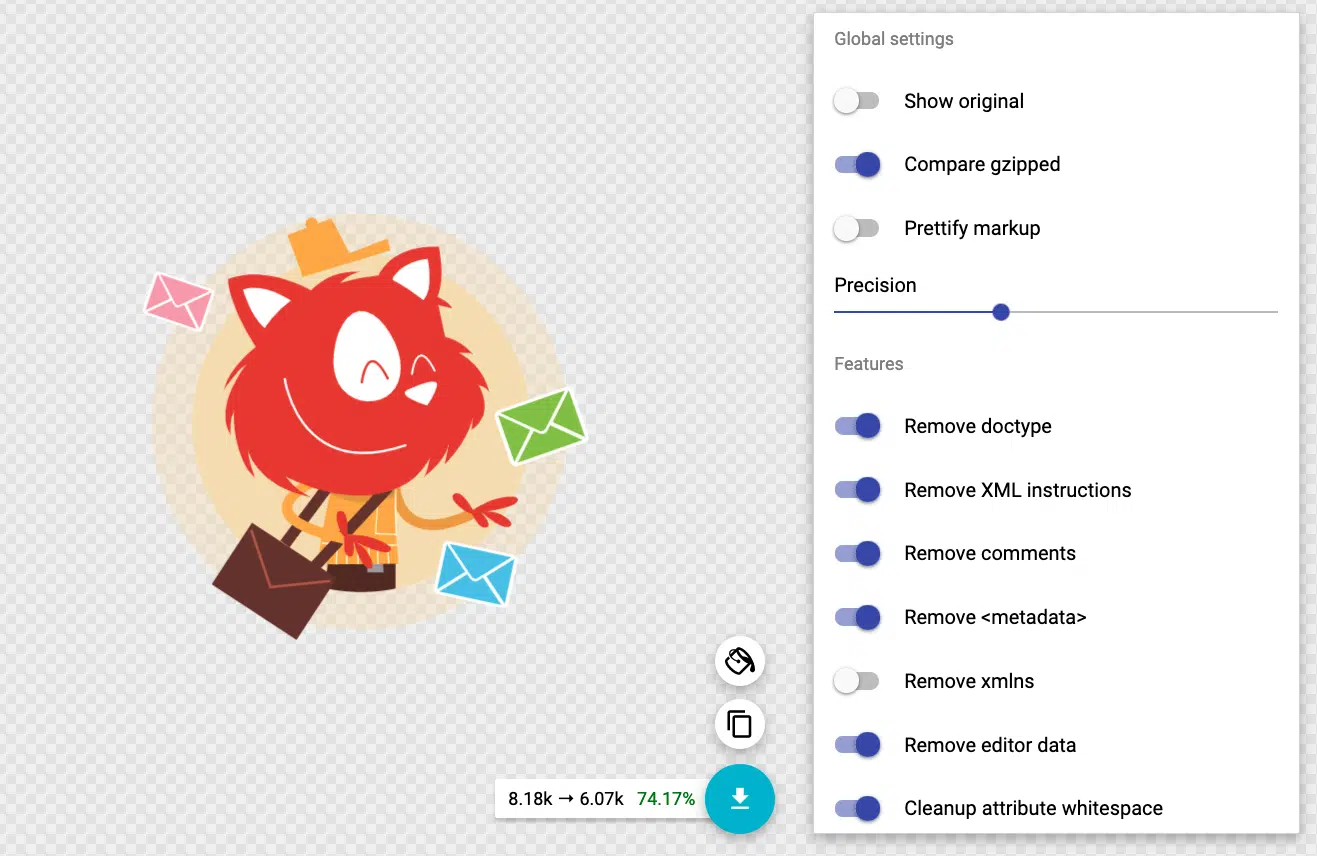 Global settings
Show original
Compare gzipped
Prettify markup
Precision
Features
Remove doctype
Remove XML instructions
Remove comments
Remove <metadata>
Remove xmlns
Remove editor data
Cleanup attribute whitespace
8.18k → 6.07k 74.17%